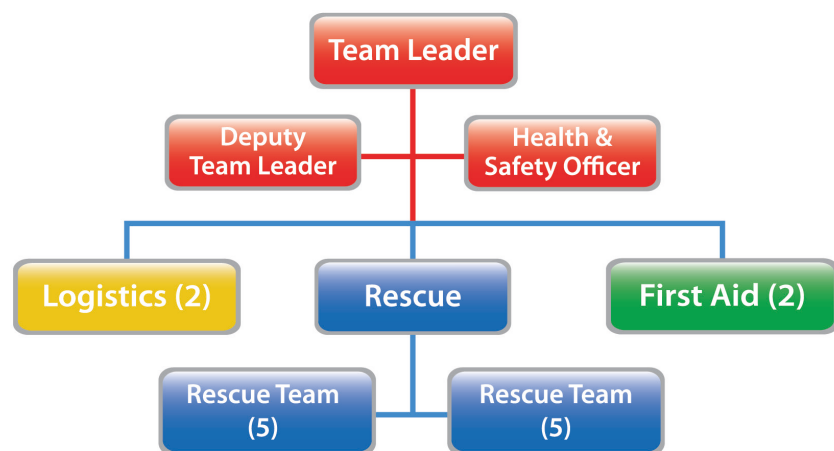 Team Leader
Deputy
Team Leader
Health &
Safety Officer
Logistics (2)
Rescue
First Aid (2)
Rescue Team
(5)
Rescue Team
(5)